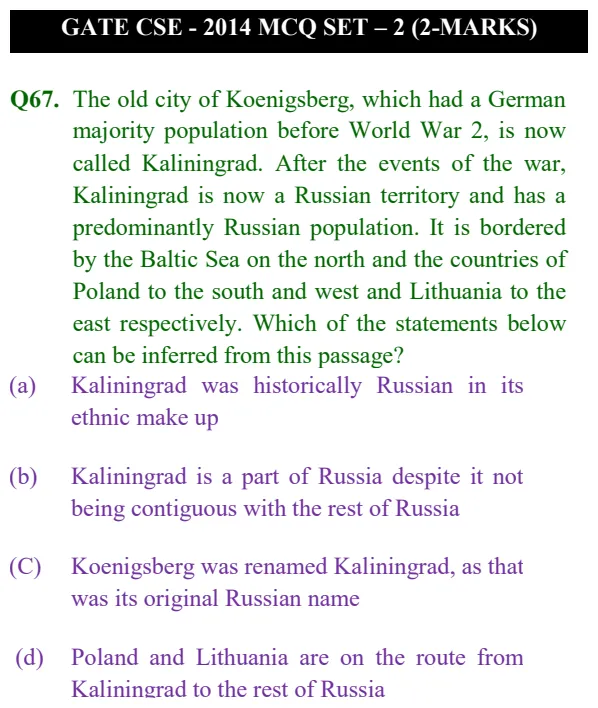 GATE CSE - 2014 MCQ SET – 2 (2-MARKS)
Q67. The old city of Koenigsberg, which had a German
majority population before World War 2, is now
called Kaliningrad. After the events of the war,
Kaliningrad is now a Russian territory and has a
predominantly Russian population. It is bordered
by the Baltic Sea on the north and the countries of
Poland to the south and west and Lithuania to the
east respectively. Which of the statements below
can be inferred from this passage?
(a) Kaliningrad was historically Russian in its
ethnic make up
(b) Kaliningrad is a part of Russia despite it not
being contiguous with the rest of Russia
(C) Koenigsberg was renamed Kaliningrad, as that
was its original Russian name
(d) Poland and Lithuania are on the route from
Kaliningrad to the rest of Russia